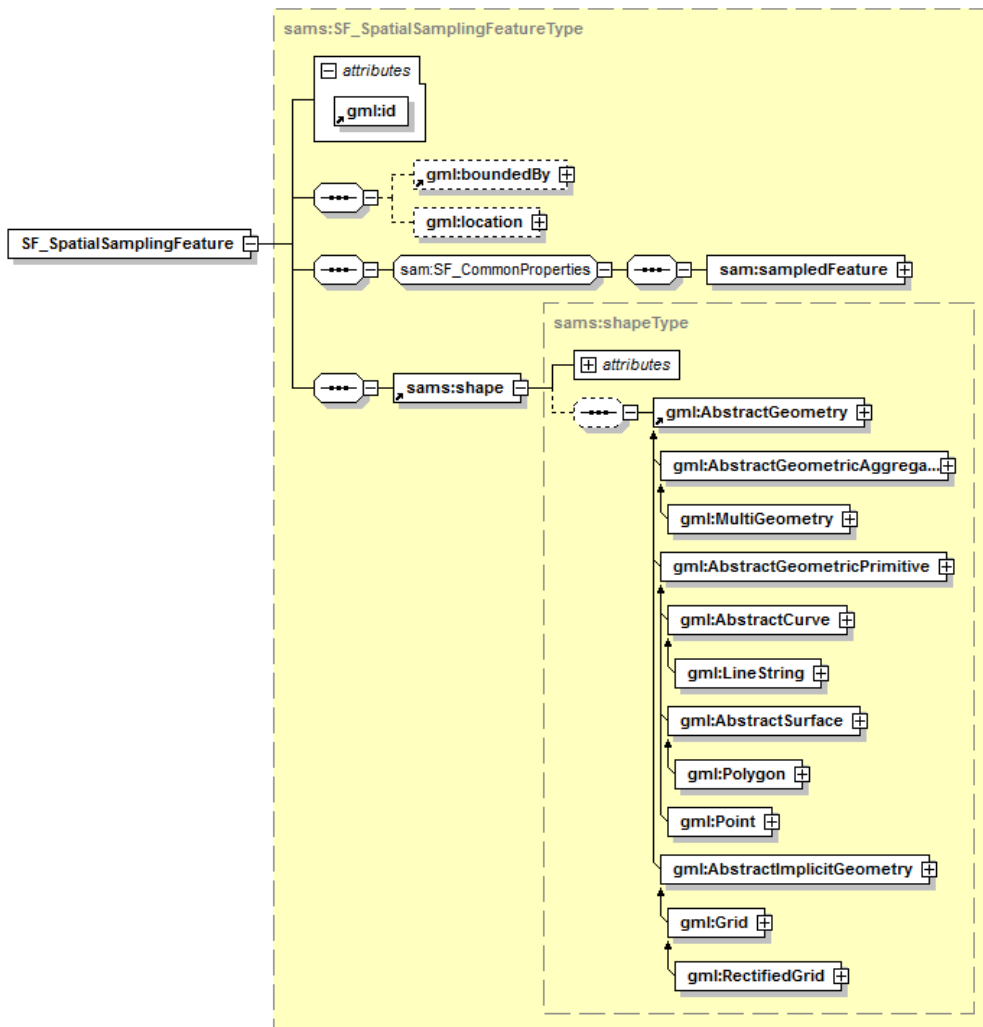 sams:SF_SpatialSamplingFeatureType
attributes
gml:id
gml:boundedBy
gml:location
SF_SpatialSamplingFeature
sam:SF_CommonProperties
sam:sampledFeature
sams:shapeType
attributes
sams:shape
gml:AbstractGeometry
gml:AbstractGeometricAggrega...
gml:MultiGeometry
gml:AbstractGeometricPrimitive
gml:AbstractCurve
gml:LineString
gml:AbstractSurface
gml:Polygon
gml:Point
gml:AbstractImplicitGeometry
gml:Grid
gml:RectifiedGrid